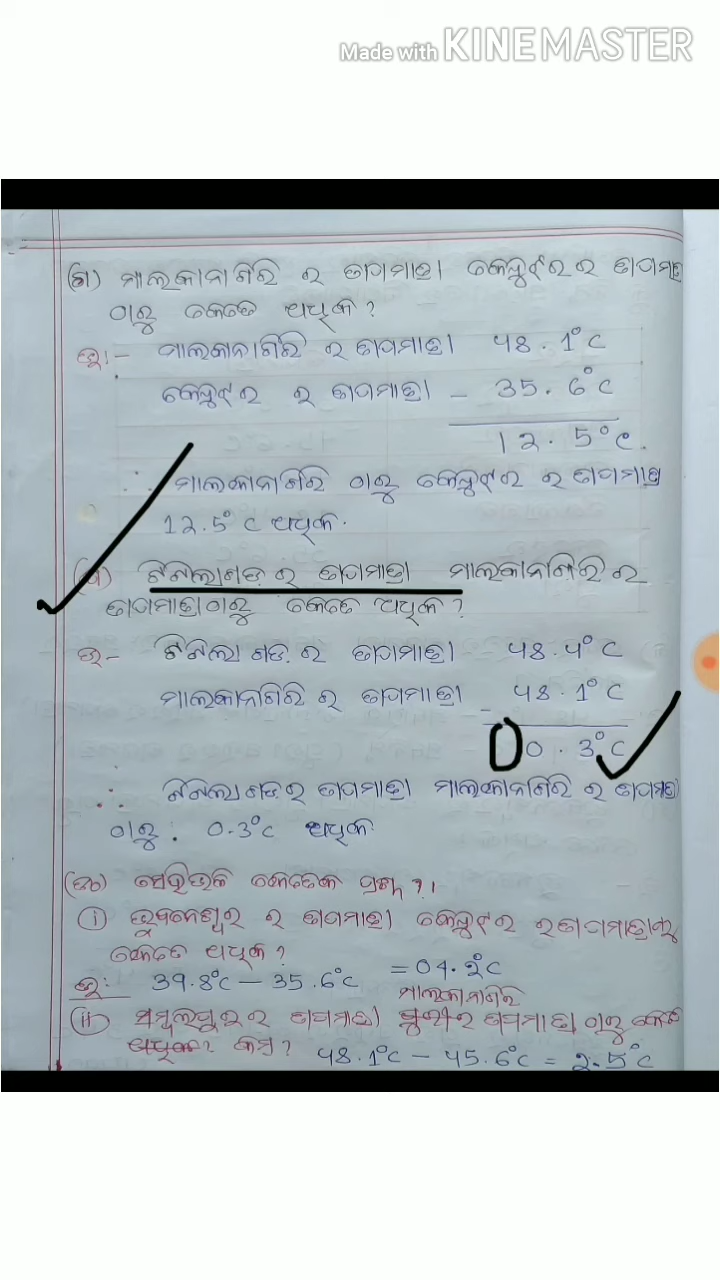 Made with KINEMASTER
(ଗ) ମାଲକାନଗିରି ର ତାପମାତ୍ରା କେନ୍ଦୁଝର ର ତାପମାତ୍ରା
ଠାରୁ କେତେ ଅଧିକ ?
ଉ:- ମାଲକାନଗିରି ର ତାପମାତ୍ରା 48.1°C
କେନ୍ଦୁଝର ର ତାପମାତ୍ରା - 35.6°C
12.5°C.
∴ ମାଲକାନଗିରି ଠାରୁ କେନ୍ଦୁଝର ର ତାପମାତ୍ରା
12.5°C ଅଧିକ.
ଟିଟିଲାଗଡ଼ ର ତାପମାତ୍ରା ମାଲକାନଗିରି ର
ତାପମାତ୍ରା ଠାରୁ କେତେ ଅଧିକ ?
ଉ- ଟିଟିଲାଗଡ଼ ର ତାପମାତ୍ରା 48.4°C
ମାଲକାନଗିରି ର ତାପମାତ୍ରା - 48.1°C
00.3°C
∴ ଟିଟିଲାଗଡ଼ ର ତାପମାତ୍ରା ମାଲକାନଗିରି ର ତାପମାତ୍ରା
ଠାରୁ : 0.3°C ଅଧିକ
(ଙ) ସେହିଭଳି କେତେକ ପ୍ରଶ୍ନ ?।
(i) ଭୁବନେଶ୍ୱର ର ତାପମାତ୍ରା କେନ୍ଦୁଝର ର ତାପମାତ୍ରା ଠାରୁ
କେତେ ଅଧିକ ?
ଉ: 39.8°C - 35.6°C = 04.2°C
ମାଲକାନଗିରି
(ii) ସମ୍ବଲପୁର ର ତାପମାତ୍ରା ର ତାପମାତ୍ରା ଠାରୁ କେତେ
କମ୍ ? 48.1°C - 45.6°C = 2.5°C